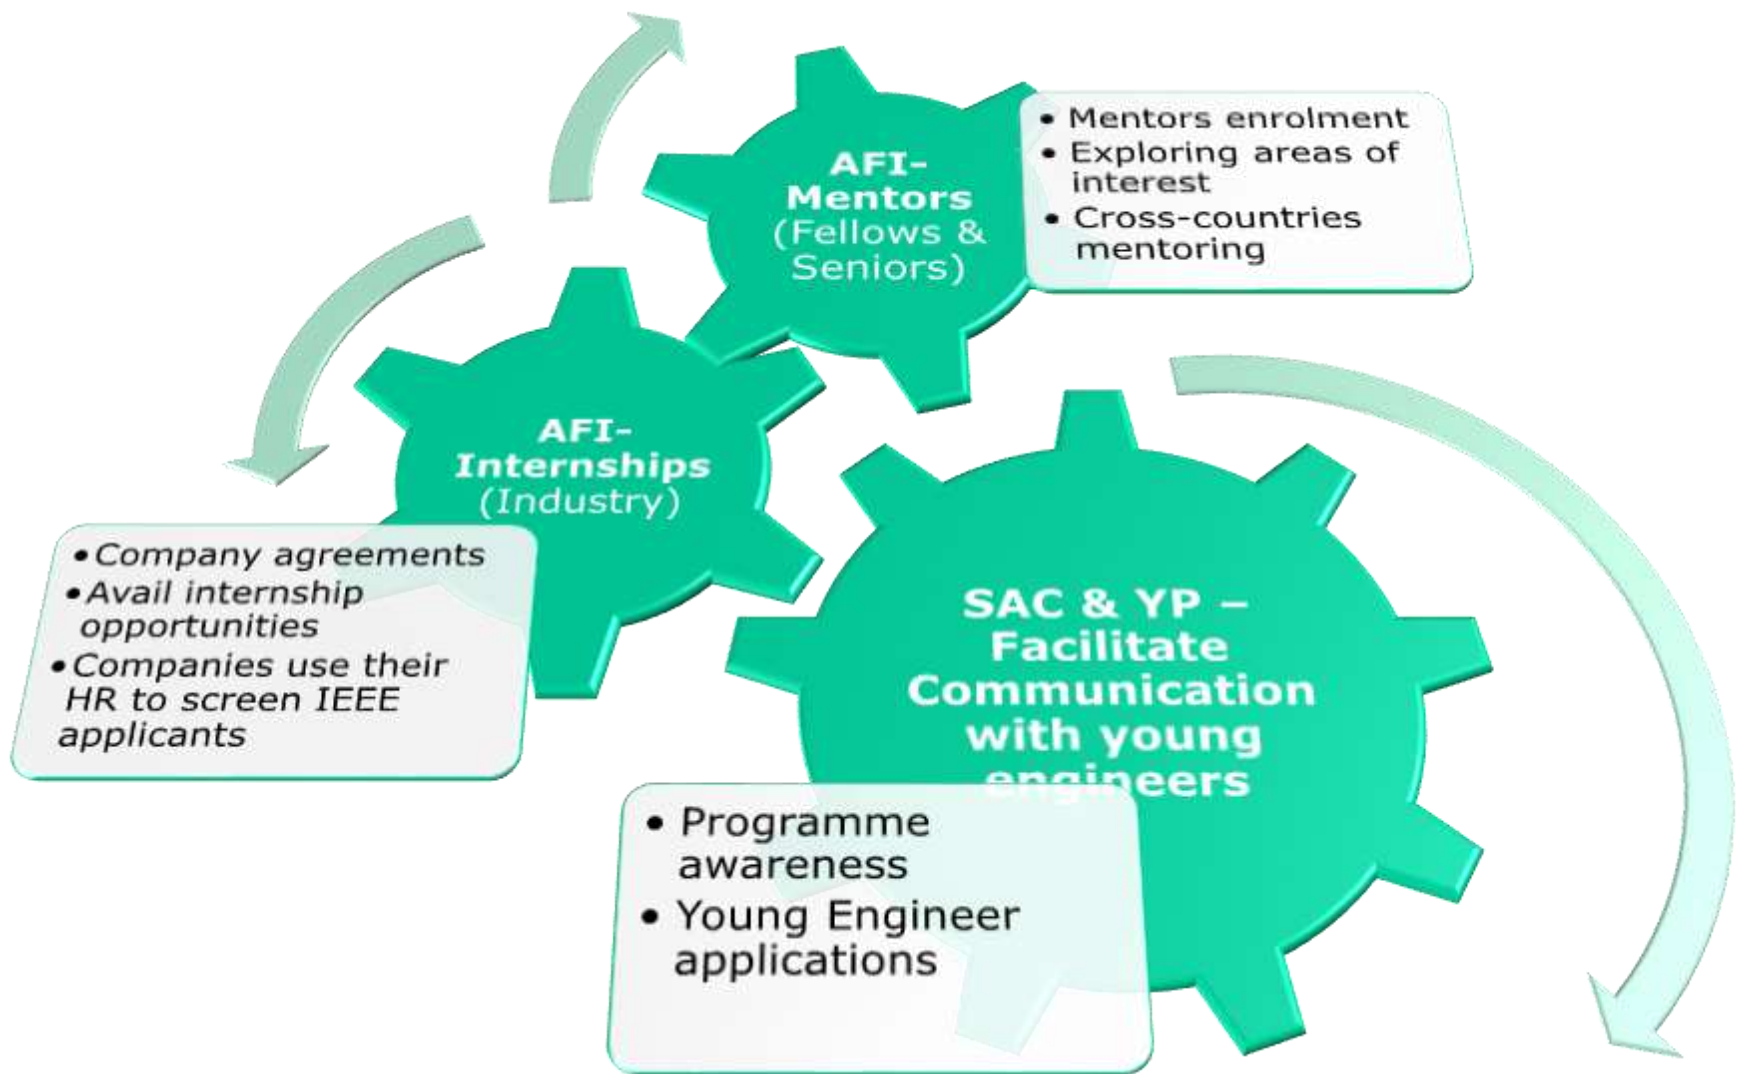 AFI-
Mentors
(Fellows &
Seniors)
• Mentors enrolment
• Exploring areas of
interest
• Cross-countries
mentoring
AFI-
Internships
(Industry)
• Company agreements
• Avail internship
opportunities
• Companies use their
HR to screen IEEE
applicants
SAC & YP –
Facilitate
Communication
with young
engineers
• Programme
awareness
• Young Engineer
applications